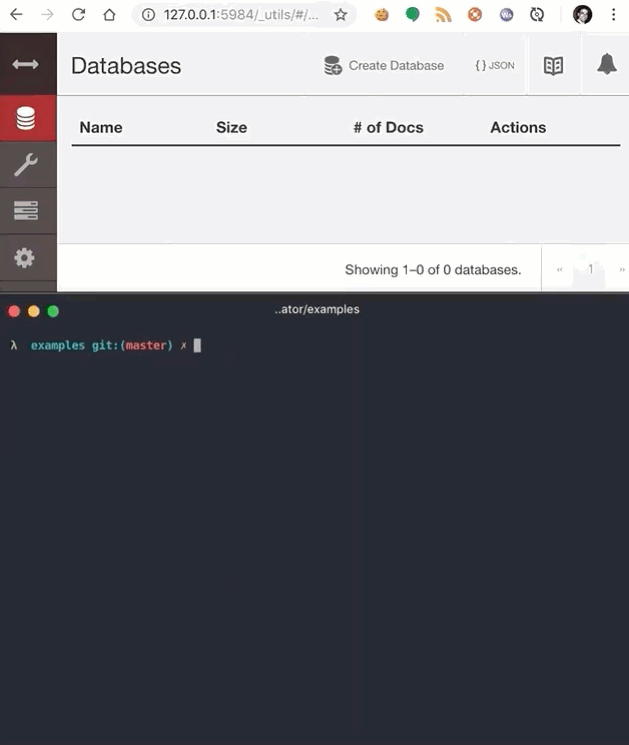 127.0.0.1:5984/_utils/#/...
Databases
Create Database
{} JSON
Name Size # of Docs Actions
Showing 1–0 of 0 databases.
« 1 »
..ator/examples
λ examples git:(master) ✗